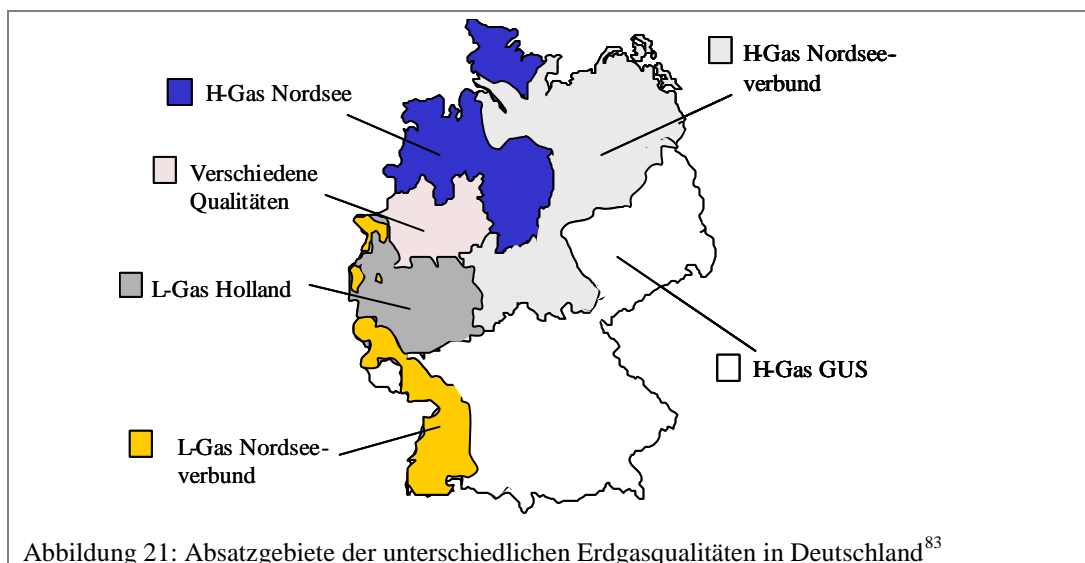 H-Gas Nordsee-
verbund
H-Gas Nordsee
Verschiedene
Qualitäten
L-Gas Holland
H-Gas GUS
L-Gas Nordsee-
verbund
Abbildung 21: Absatzgebiete der unterschiedlichen Erdgasqualitäten in Deutschland83